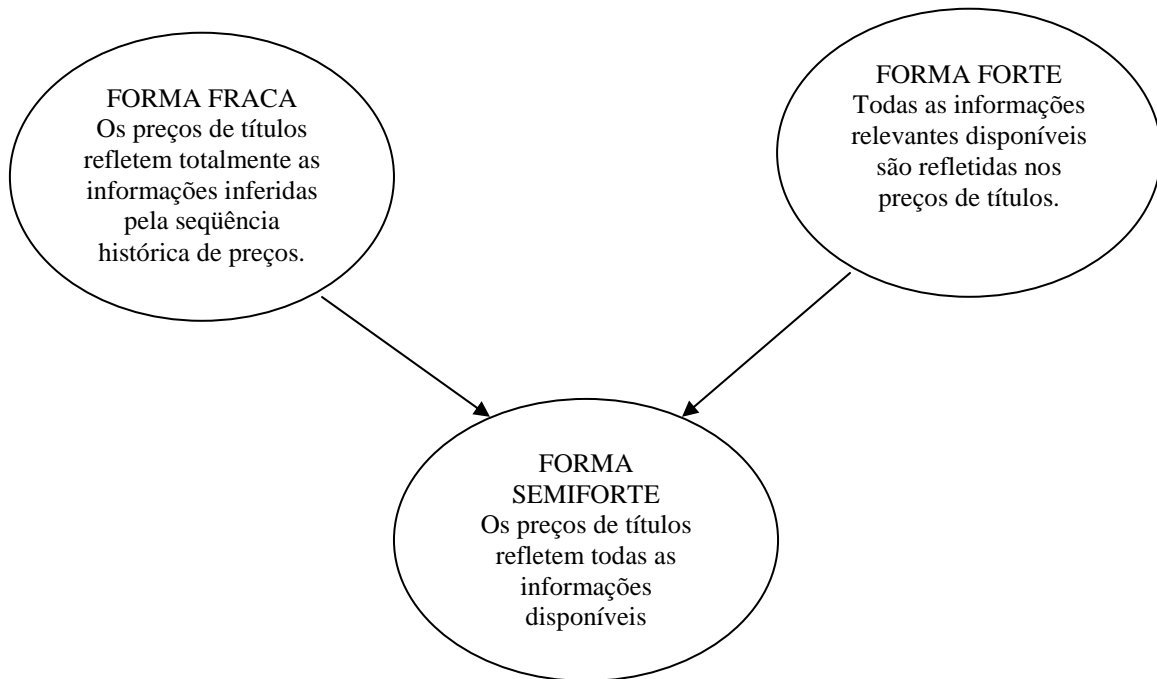 FORMA FRACA
Os preços de títulos
refletem totalmente as
informações inferidas
pela seqüência
histórica de preços.
FORMA FORTE
Todas as informações
relevantes disponíveis
são refletidas nos
preços de títulos.
FORMA
SEMIFORTE
Os preços de títulos
refletem todas as
informações
disponíveis